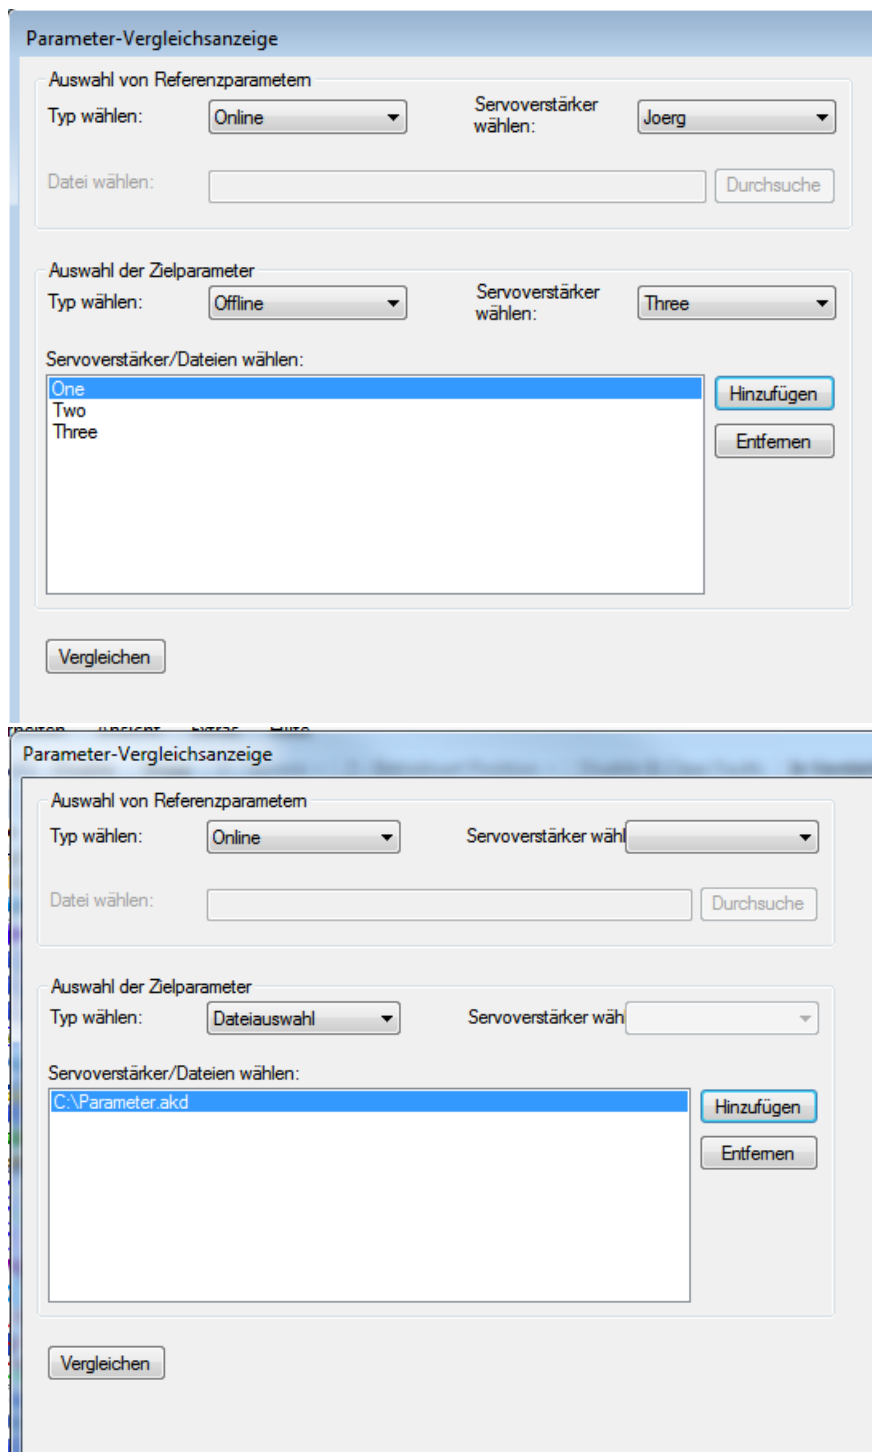 Parameter-Vergleichsanzeige
Auswahl von Referenzparametern
Typ wählen: Online Servoverstärker wählen: Joerg
Datei wählen: Durchsuche
Auswahl der Zielparameter
Typ wählen: Offline Servoverstärker wählen: Three
Servoverstärker/Dateien wählen:
One
Hinzufügen
Two
Three
Entfernen
Vergleichen
Parameter-Vergleichsanzeige
Auswahl von Referenzparametern
Typ wählen: Online Servoverstärker wähl
Datei wählen: Durchsuche
Auswahl der Zielparameter
Typ wählen: Dateiauswahl Servoverstärker wähl
Servoverstärker/Dateien wählen:
C:\Parameter.akd
Hinzufügen
Entfernen
Vergleichen